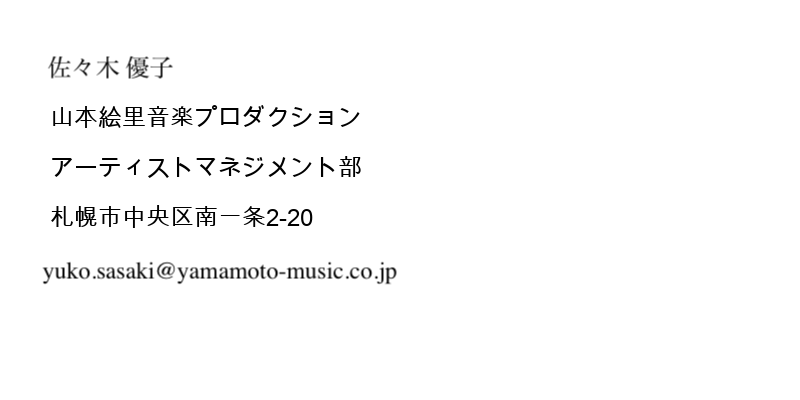 佐々木 優子
山本絵里音楽プロダクション
アーティストマネジメント部
札幌市中央区南一条2-20
yuko.sasaki@yamamoto-music.co.jp